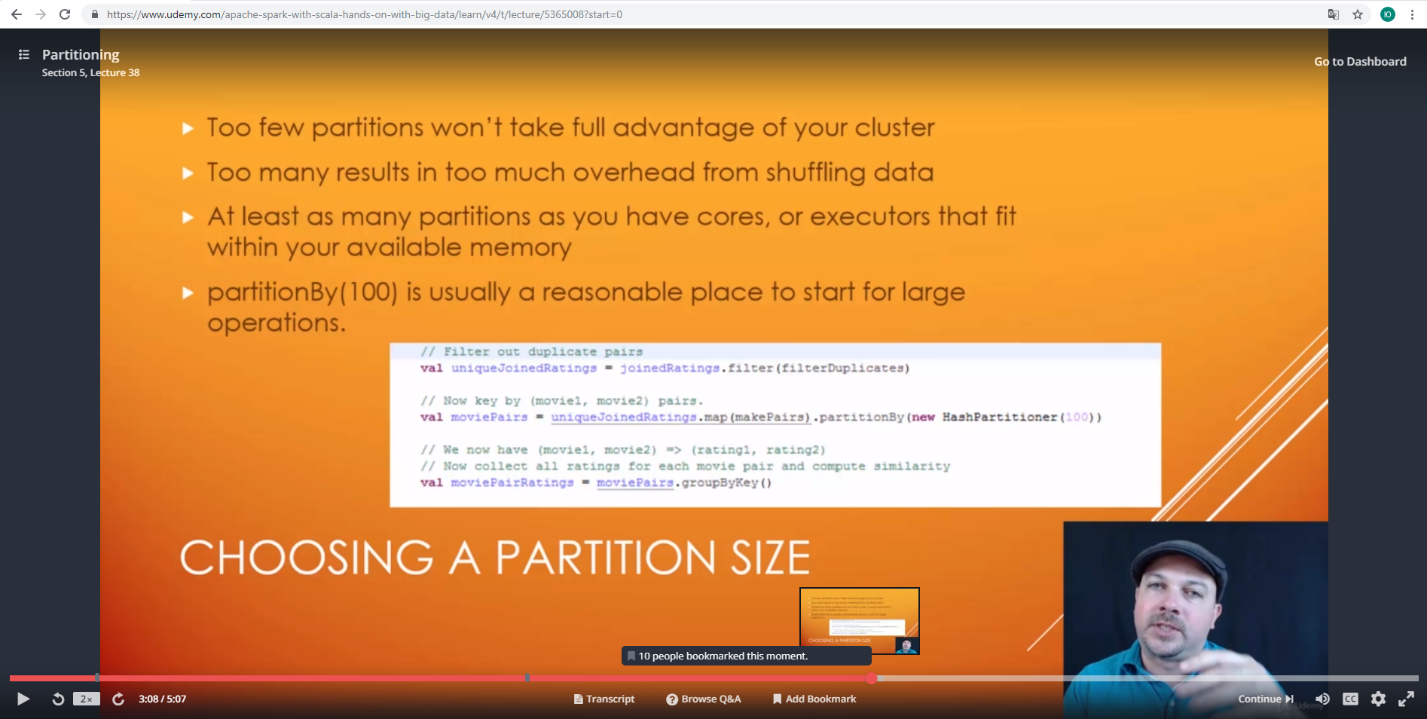 https://www.udemy.com/apache-spark-with-scala-hands-on-with-big-data/learn/v4/t/lecture/5365008?start=0
Partitioning
Section 5, Lecture 38
Go to Dashboard
Too few partitions won't take full advantage of your cluster
Too many results in too much overhead from shuffling data
At least as many partitions as you have cores, or executors that fit
within your available memory
partitionBy(100) is usually a reasonable place to start for large
operations.
// Filter out duplicate pairs
val uniqueJoinedRatings = joinedRatings.filter(filterDuplicates)
// Now key by (movie1, movie2) pairs.
val moviePairs = uniqueJoinedRatings.map(makePairs).partitionBy(new HashPartitioner(100))
// We now have (movie1, movie2) => (rating1, rating2)
// Now collect all ratings for each movie pair and compute similarity
val moviePairRatings = moviePairs.groupByKey()
CHOOSING A PARTITION SIZE
CHOOSING A PARTITION SIZE
10 people bookmarked this moment.
2×
3:08 / 5:07
Transcript
Browse Q&A
Add Bookmark
Continue
CC